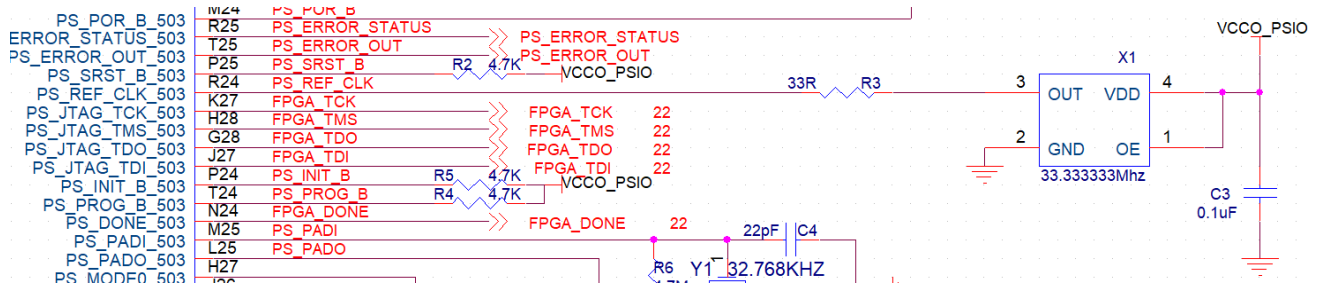 M24 PS_POR_B
PS_POR_B_503
R25 PS_ERROR_STATUS
PS_ERROR_STATUS
VCCO_PSIO
ERROR_STATUS_503
T25 PS_ERROR_OUT
PS_ERROR_OUT
PS_ERROR_OUT_503
P25 PS_SRST_B
R2 4.7K
VCCO_PSIO
X1
PS_SRST_B_503
R24 PS_REF_CLK
33R R3
3 OUT VDD 4
PS_REF_CLK_503
K27 FPGA_TCK
FPGA_TCK 22
PS_JTAG_TCK_503
H28 FPGA_TMS
FPGA_TMS 22
PS_JTAG_TMS_503
G28 FPGA_TDO
FPGA_TDO 22
2 GND OE 1
PS_JTAG_TDO_503
J27 FPGA_TDI
FPGA_TDI 22
33.333333Mhz
PS_JTAG_TDI_503
P24 PS_INIT_B
R5 4.7K
VCCO_PSIO
PS_INIT_B_503
T24 PS_PROG_B
R4 4.7K
C3
0.1uF
PS_PROG_B_503
N24 FPGA_DONE
FPGA_DONE 22
PS_DONE_503
M25 PS_PADI
22pF C4
PS_PADI_503
L25 PS_PADO
PS_PADO_503
H27
R6 Y1 1 32.768KHZ
PS_MODE0_503